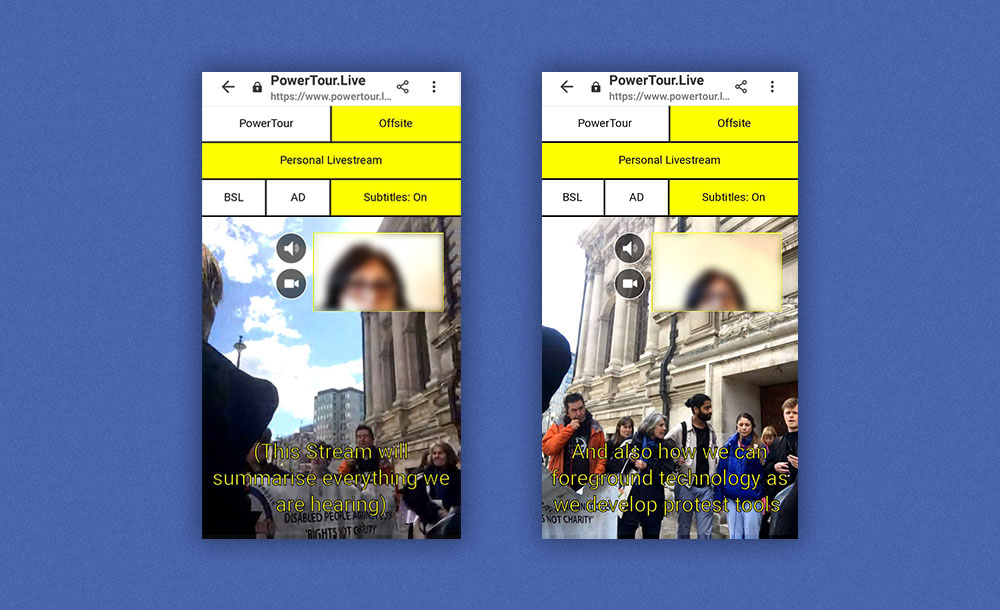 PowerTour.Live
https://www.powertour.l...
PowerTour
Offsite
Personal Livestream
BSL
AD
Subtitles: On
(This Stream will
summarise everything we
are hearing)
DISABLED PEOPLE AGAINST
'RIGHTS NOT CHARITY'
PowerTour.Live
https://www.powertour.l...
PowerTour
Offsite
Personal Livestream
BSL
AD
Subtitles: On
And also how we can
foreground technology as
we develop protest tools
NOT CHARITY'